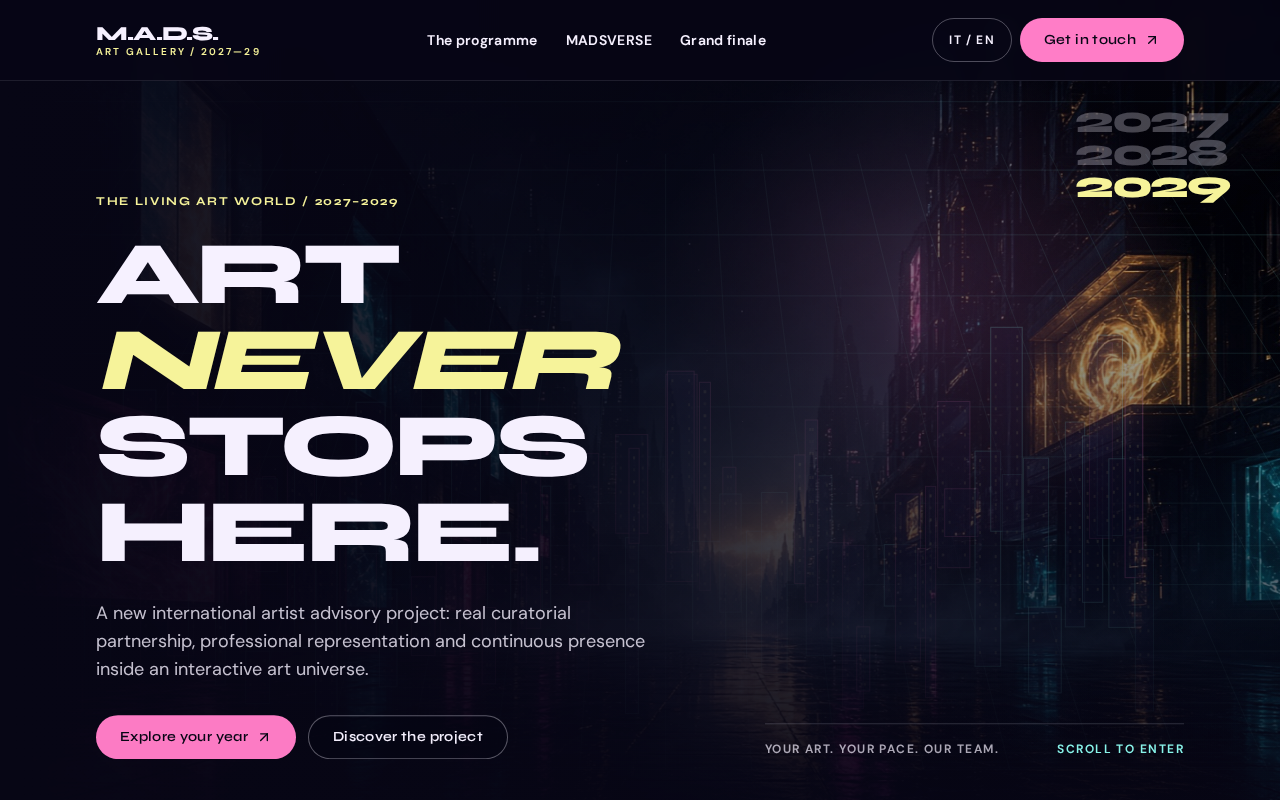 M.A.D.S.
ART GALLERY / 2027—29
The programme
MADSVERSE
Grand finale
IT / EN
Get in touch
2027
2028
2029
THE LIVING ART WORLD / 2027–2029
ART
NEVER
STOPS
HERE.
A new international artist advisory project: real curatorial
partnership, professional representation and continuous presence
inside an interactive art universe.
Explore your year
Discover the project
YOUR ART. YOUR PACE. OUR TEAM.
SCROLL TO ENTER